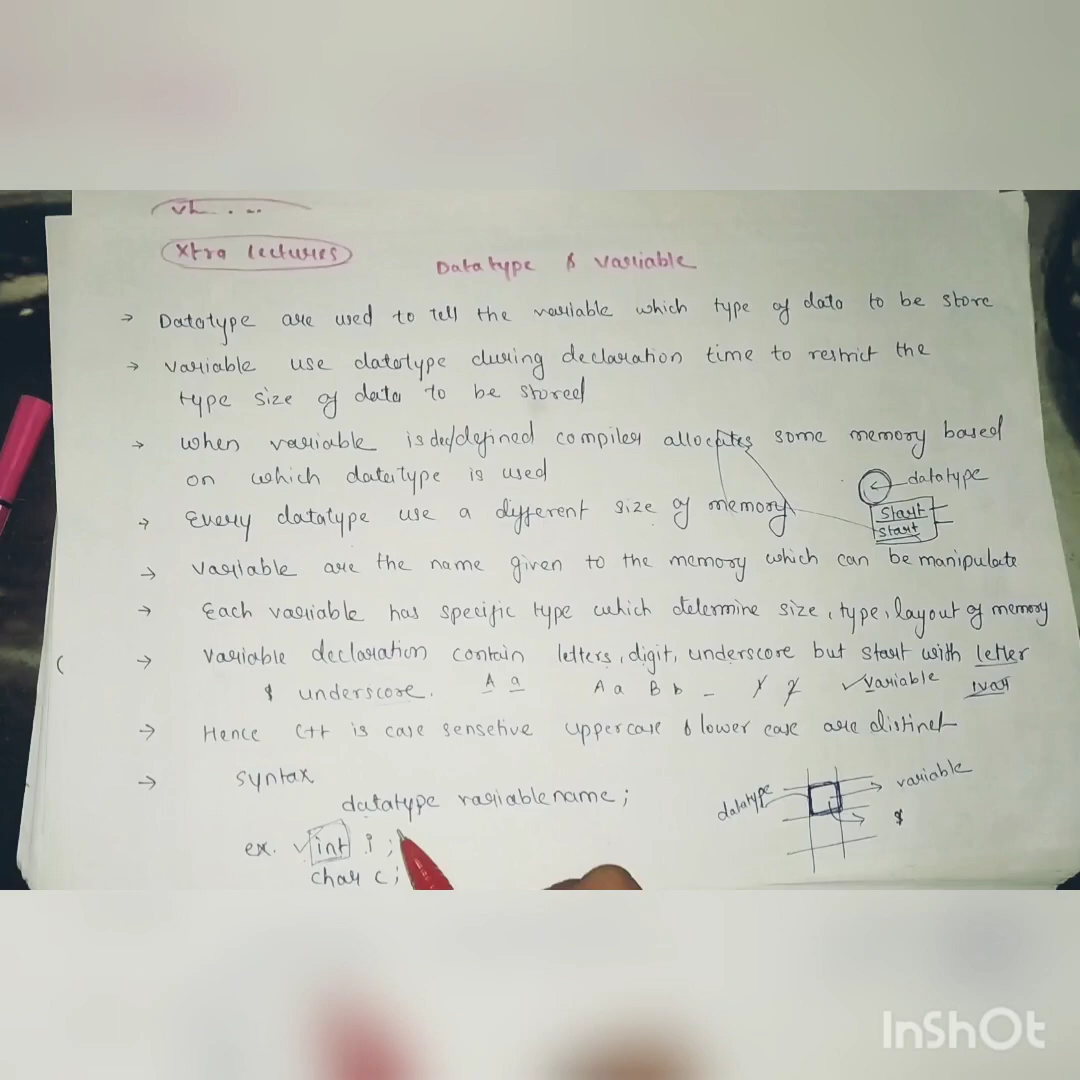 Xtra lectures
Datatype & variable
→ Datatype are used to tell the variable which type of data to be store
→ variable use datatype during declaration time to restrict the
type size of data to be stored
→ when variable is dec/defined compiler allocates some memory based
on which datatype is used
datatype
→ Every datatype use a different size of memory
start
start
→ variable are the name given to the memory which can be manipulate
→ Each variable has specific type which determine size, type, layout of memory
→ variable declaration contain letters, digit, underscore but start with letter
& underscore. A a A a B b _ variable
→ Hence C++ is case sensetive uppercase & lower case are distinct
→ syntax
datatype variablename;
datatype variable
$
ex. int i;
char c;
InShOt